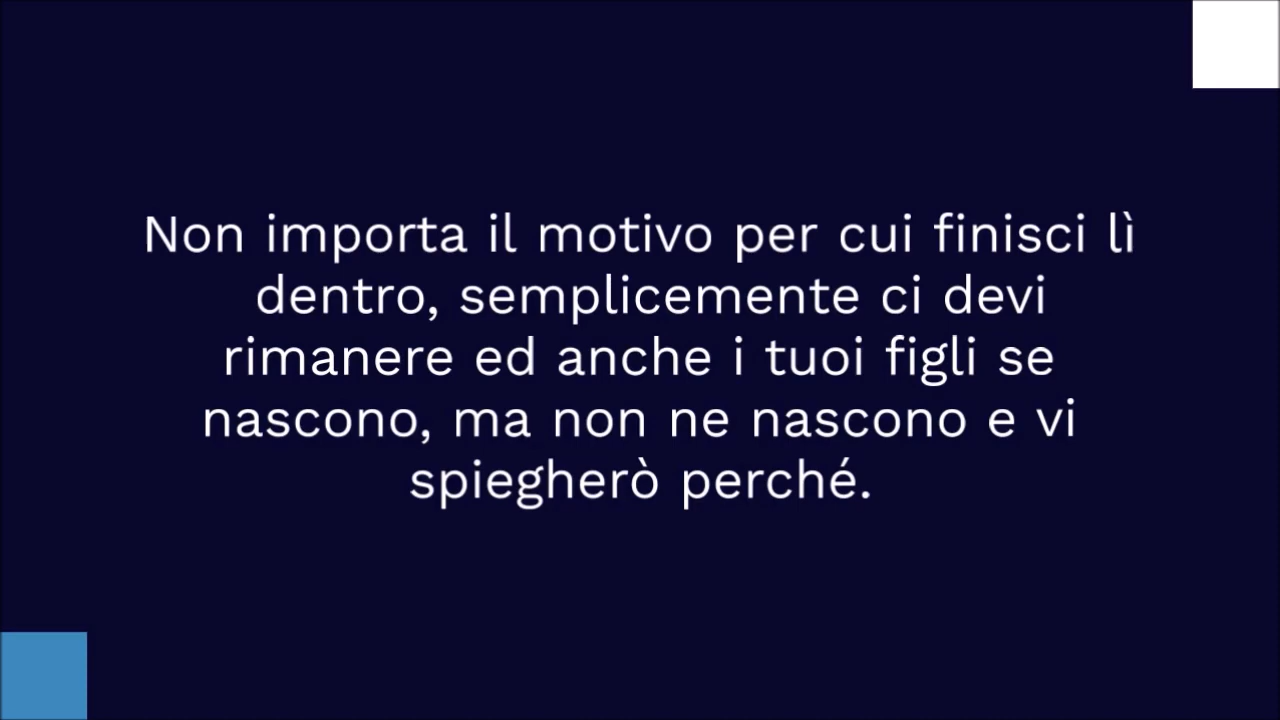 Non importa il motivo per cui finisci lì
dentro, semplicemente ci devi
rimanere ed anche i tuoi figli se
nascono, ma non ne nascono e vi
spiegherò perché.